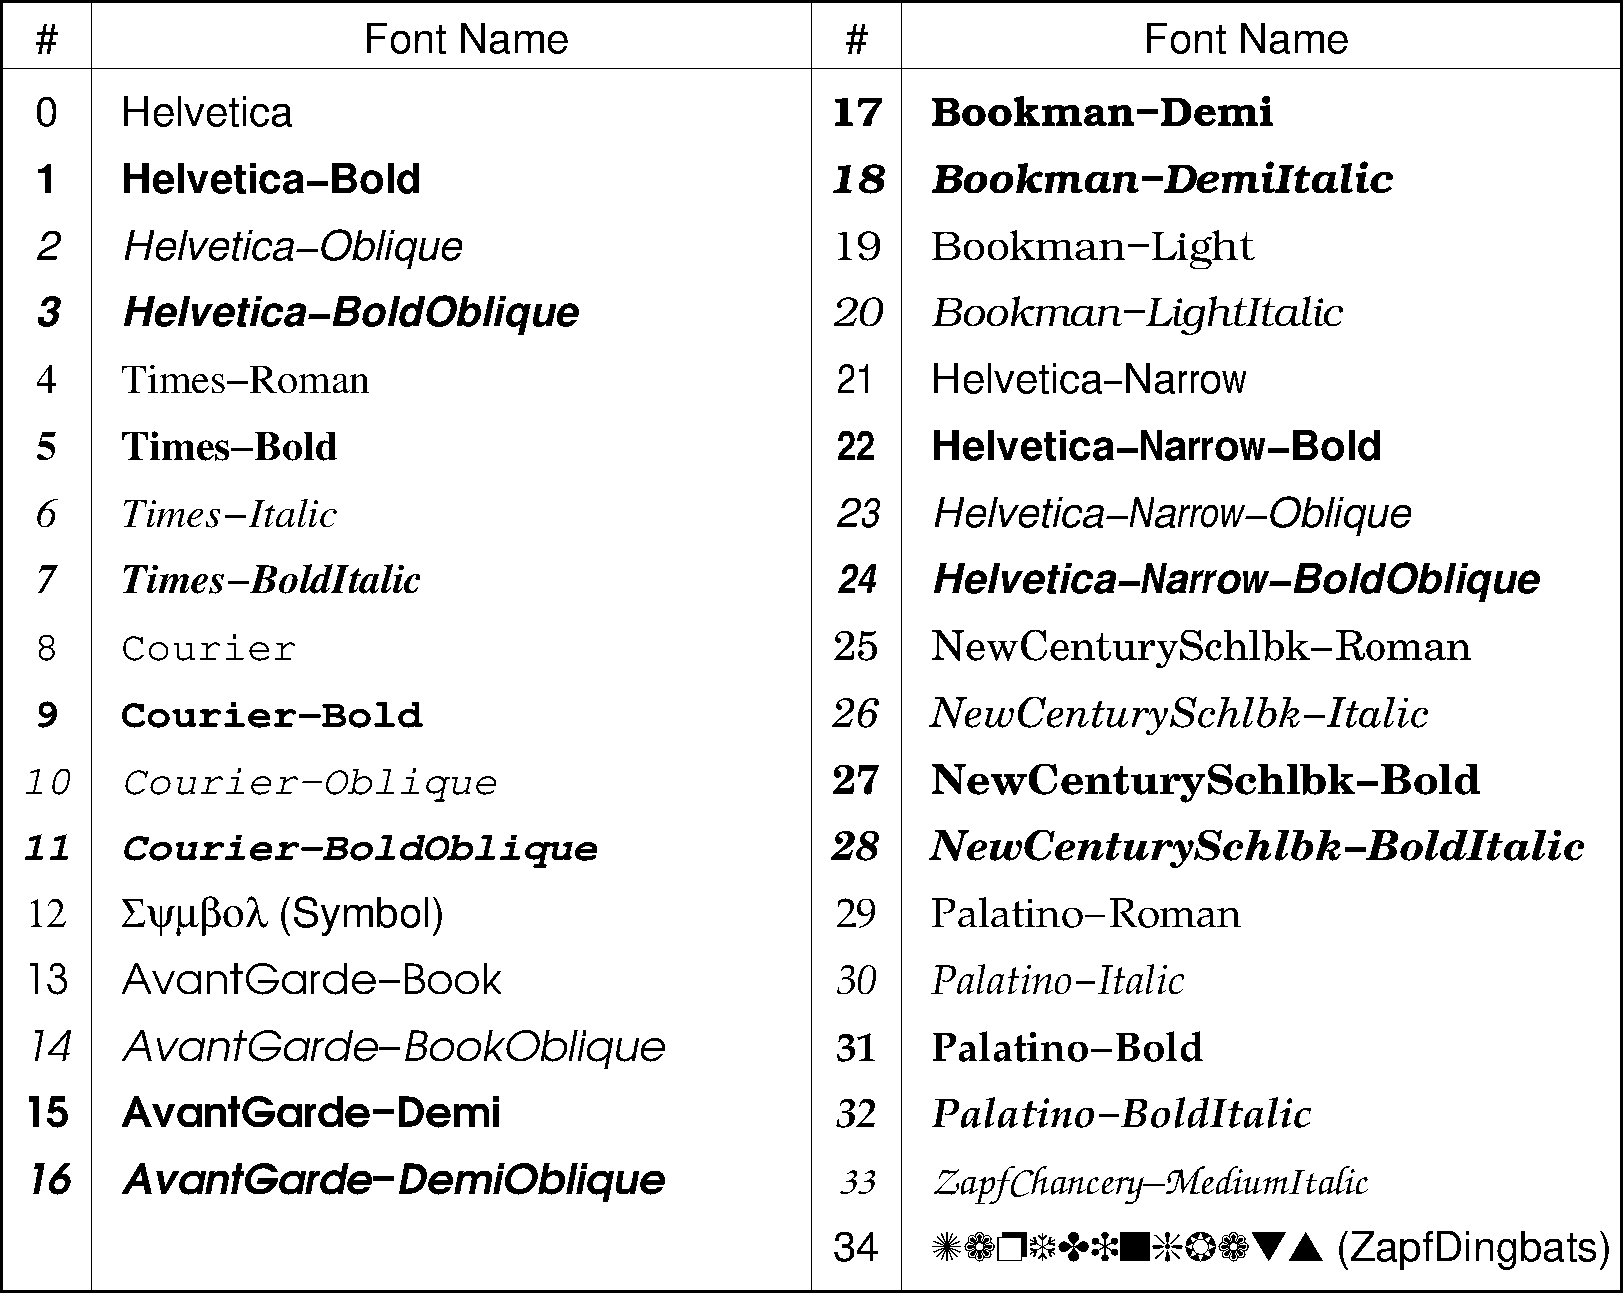 # Font Name
0 Helvetica
1 Helvetica–Bold
2 Helvetica–Oblique
3 Helvetica–BoldOblique
4 Times–Roman
5 Times–Bold
6 Times–Italic
7 Times–BoldItalic
8 Courier
9 Courier–Bold
10 Courier–Oblique
11 Courier–BoldOblique
12 Σψμβολ (Symbol)
13 AvantGarde–Book
14 AvantGarde–BookOblique
15 AvantGarde–Demi
16 AvantGarde–DemiOblique
# Font Name
17 Bookman–Demi
18 Bookman–DemiItalic
19 Bookman–Light
20 Bookman–LightItalic
21 Helvetica–Narrow
22 Helvetica–Narrow–Bold
23 Helvetica–Narrow–Oblique
24 Helvetica–Narrow–BoldOblique
25 NewCenturySchlbk–Roman
26 NewCenturySchlbk–Italic
27 NewCenturySchlbk–Bold
28 NewCenturySchlbk–BoldItalic
29 Palatino–Roman
30 Palatino–Italic
31 Palatino–Bold
32 Palatino–BoldItalic
33 ZapfChancery–MediumItalic
34 ✺❁❐❆✤❉■❇❂❁▼▲ (ZapfDingbats)